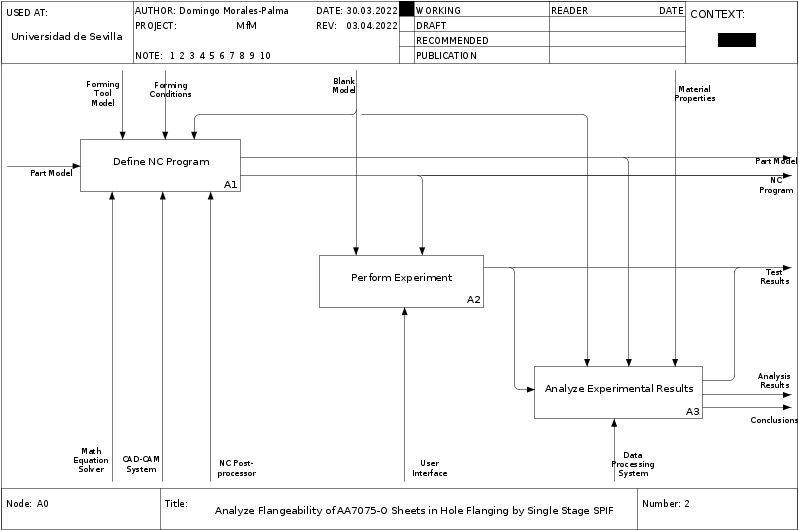 USED AT:
Universidad de Sevilla
AUTHOR: Domingo Morales-Palma
DATE: 30.03.2022
PROJECT: MfM
REV: 03.04.2022
NOTE: 1 2 3 4 5 6 7 8 9 10
WORKING
DRAFT
RECOMMENDED
PUBLICATION
READER DATE
CONTEXT:
Forming
Tool
Model
Forming
Conditions
Blank
Model
Material
Properties
Part Model
Define NC Program
A1
Part Model
NC
Program
Perform Experiment
A2
Test
Results
Analyze Experimental Results
A3
Analysis
Results
Conclusions
Math
Equation
Solver
CAD-CAM
System
NC Post-
processor
User
Interface
Data
Processing
System
Node: A0
Title:
Analyze Flangeability of AA7075-O Sheets in Hole Flanging by Single Stage SPIF
Number: 2